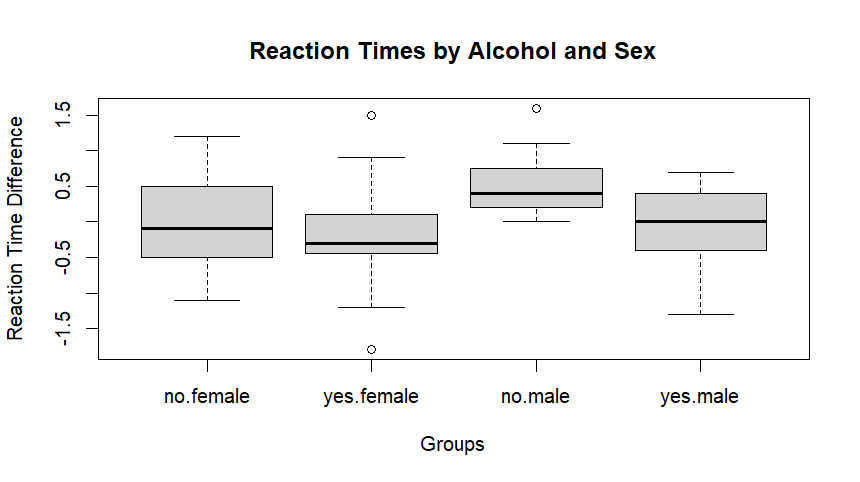 Reaction Times by Alcohol and Sex
Reaction Time Difference
1.5
0.5
-0.5
-1.5
no.female yes.female no.male yes.male
Groups